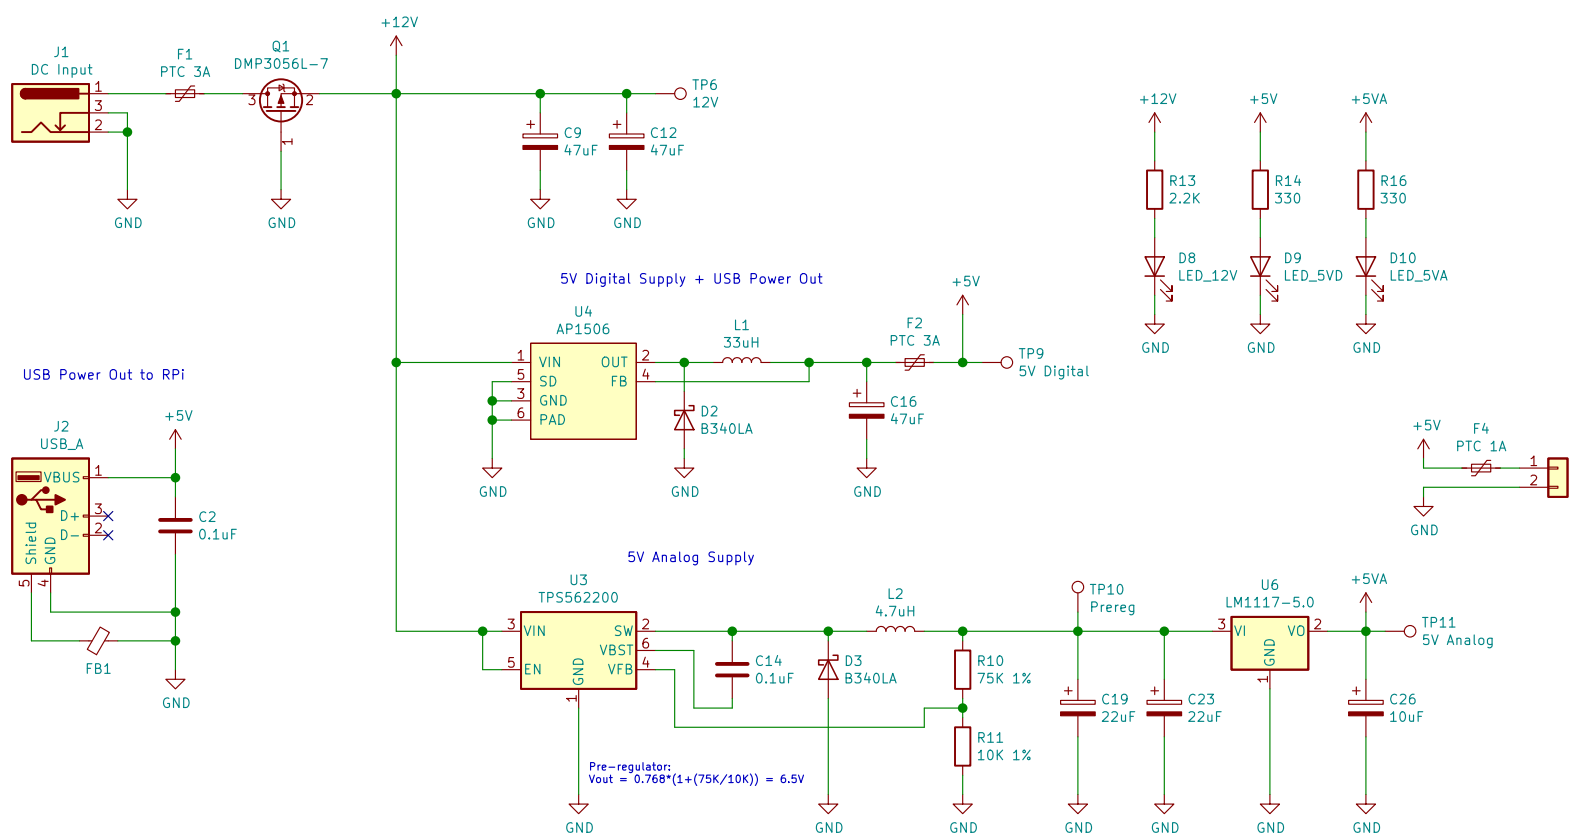 +12V
J1
DC Input
1
3
2
GND
F1
PTC 3A
Q1
DMP3056L-7
3
2
1
GND
TP6
12V
+
C9
47uF
GND
+
C12
47uF
GND
+12V
R13
2.2K
D8
LED_12V
GND
+5V
R14
330
D9
LED_5VD
GND
+5VA
R16
330
D10
LED_5VA
GND
5V Digital Supply + USB Power Out
U4
AP1506
1
VIN
5
SD
3
GND
6
PAD
OUT
2
FB
4
GND
L1
33uH
D2
B340LA
GND
+
C16
47uF
GND
F2
PTC 3A
+5V
TP9
5V Digital
USB Power Out to RPi
J2
USB_A
VBUS
1
D+
3
D-
2
Shield
GND
5
4
+5V
C2
0.1uF
FB1
GND
+5V
F4
PTC 1A
1
2
GND
5V Analog Supply
U3
TPS562200
3
VIN
5
EN
SW
2
VBST
6
VFB
4
GND
1
GND
C14
0.1uF
D3
B340LA
GND
L2
4.7uH
R10
75K 1%
R11
10K 1%
GND
Pre-regulator:
Vout = 0.768*(1+(75K/10K)) = 6.5V
TP10
Prereg
+
C19
22uF
GND
+
C23
22uF
GND
U6
LM1117-5.0
3
VI
VO
2
GND
1
GND
+5VA
TP11
5V Analog
+
C26
10uF
GND